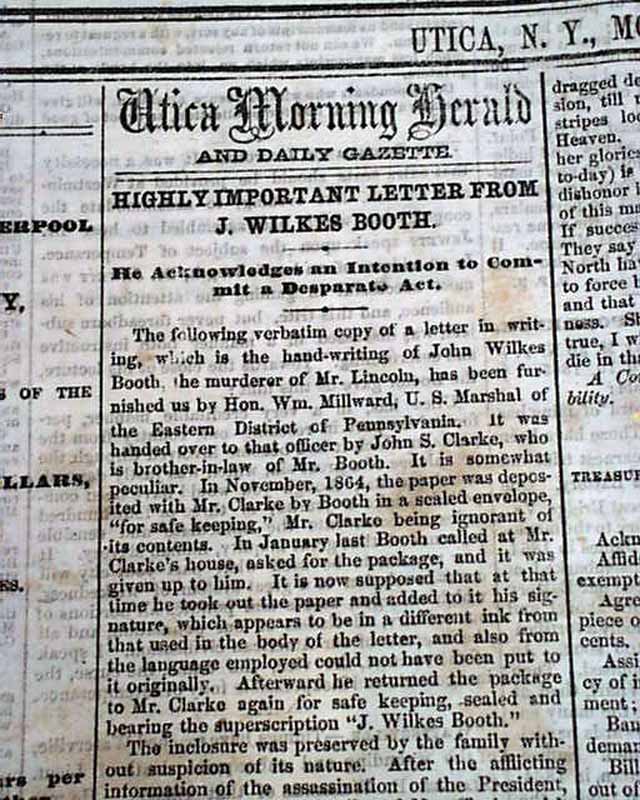 UTICA, N. Y., MO
Utica Morning Herald
AND DAILY GAZETTE.
HIGHLY IMPORTANT LETTER FROM
J. WILKES BOOTH.
He Acknowledges an Intention to Com-
mit a Desparate Act.
The following verbatim copy of a letter in writ-
ing, which is the hand-writing of John Wilkes
Booth, the murderer of Mr. Lincoln, has been fur-
nished us by Hon. Wm. Millward, U. S. Marshal of
the Eastern District of Pennsylvania. It was
handed over to that officer by John S. Clarke, who
is brother-in-law of Mr. Booth. It is somewhat
peculiar. In November, 1864, the paper was depos-
ited with Mr. Clarke by Booth in a sealed envelope,
"for safe keeping," Mr. Clarke being ignorant of
its contents. In January last Booth called at Mr.
Clarke's house, asked for the package, and it was
given up to him. It is now supposed that at that
time he took out the paper and added to it his sig-
nature, which appears to be in a different ink from
that used in the body of the letter, and also from
the language employed could not have been put to
it originally. Afterward he returned the package
to Mr. Clarke again for safe keeping, sealed and
bearing the superscription "J. Wilkes Booth."
The inclosure was preserved by the family with-
out suspicion of its nature. After the afflicting
information of the assassination of the President,
ERPOOL
Y,
S OF THE
LLARS,
ES.
ars per
dragged de
sion, till
stripes loo
Heaven.
her glories
to-day) is
dishonor
of this ma
If succes
They say
North ha
to force
and that
ness. S
true, I w
die in th
A Co
bility.
TREASUR
Ackn
Affid
exempt
Agre
piece o
cents.
Assi
cy of i
ment;
Ban
deman
Bill
out of